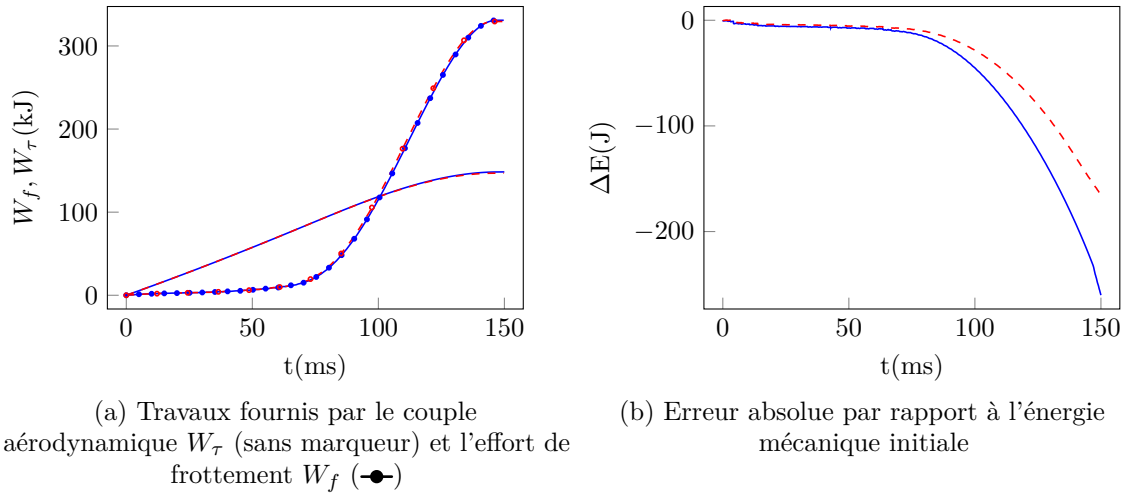 300
200
100
0
W_f, W_τ(kJ)
0
50
100
150
t(ms)
(a) Travaux fournis par le couple
aérodynamique W_τ (sans marqueur) et l'effort de
frottement W_f (●)
0
−100
−200
ΔE(J)
0
50
100
150
t(ms)
(b) Erreur absolue par rapport à l'énergie
mécanique initiale